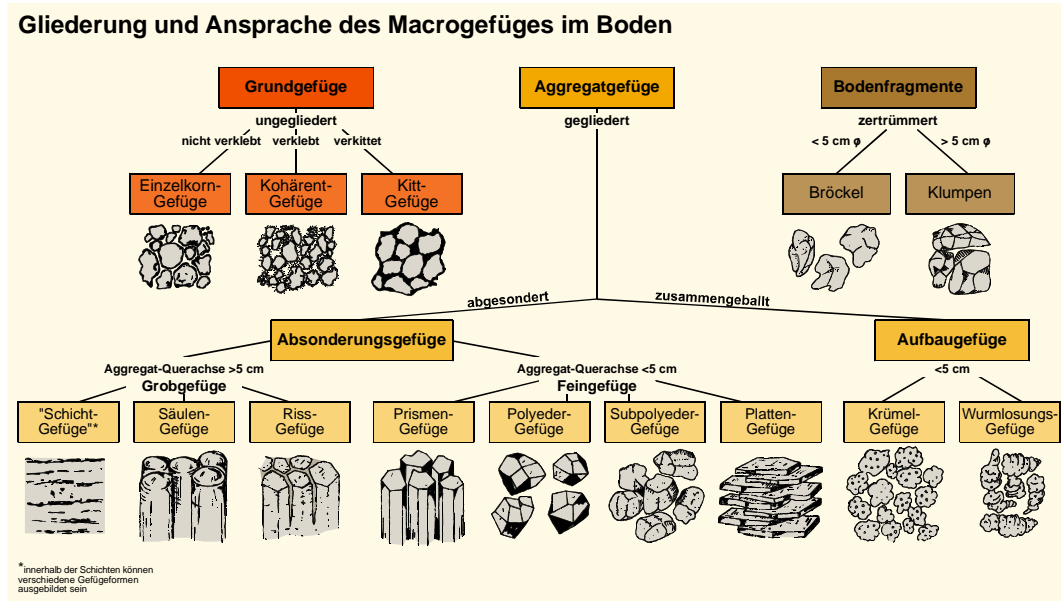 Gliederung und Ansprache des Macrogefüges im Boden
Grundgefüge
Aggregatgefüge
Bodenfragmente
ungegliedert
gegliedert
zertrümmert
nicht verklebt
verklebt
verkittet
< 5 cm ø
> 5 cm ø
Einzelkorn-
Gefüge
Kohärent-
Gefüge
Kitt-
Gefüge
Bröckel
Klumpen
abgesondert
zusammengeballt
Absonderungsgefüge
Aufbaugefüge
Aggregat-Querachse >5 cm
Grobgefüge
Aggregat-Querachse <5 cm
Feingefüge
<5 cm
"Schicht-
Gefüge"*
Säulen-
Gefüge
Riss-
Gefüge
Prismen-
Gefüge
Polyeder-
Gefüge
Subpolyeder-
Gefüge
Platten-
Gefüge
Krümel-
Gefüge
Wurmlosungs-
Gefüge
*innerhalb der Schichten können
verschiedene Gefügeformen
ausgebildet sein